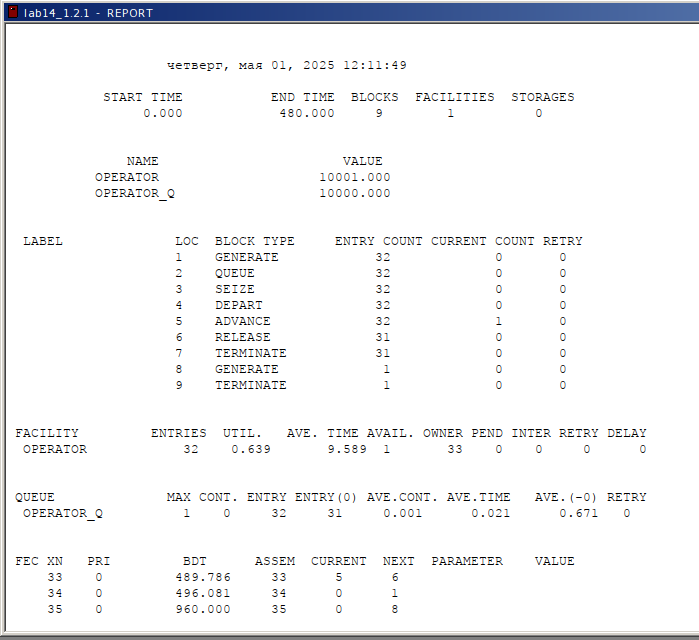 lab14_1.2.1 - REPORT
четверг, мая 01, 2025 12:11:49
START TIME END TIME BLOCKS FACILITIES STORAGES
0.000 480.000 9 1 0
NAME VALUE
OPERATOR 10001.000
OPERATOR_Q 10000.000
LABEL LOC BLOCK TYPE ENTRY COUNT CURRENT COUNT RETRY
1 GENERATE 32 0 0
2 QUEUE 32 0 0
3 SEIZE 32 0 0
4 DEPART 32 0 0
5 ADVANCE 32 1 0
6 RELEASE 31 0 0
7 TERMINATE 31 0 0
8 GENERATE 1 0 0
9 TERMINATE 1 0 0
FACILITY ENTRIES UTIL. AVE. TIME AVAIL. OWNER PEND INTER RETRY DELAY
OPERATOR 32 0.639 9.589 1 33 0 0 0 0
QUEUE MAX CONT. ENTRY ENTRY(0) AVE.CONT. AVE.TIME AVE.(-0) RETRY
OPERATOR_Q 1 0 32 31 0.001 0.021 0.671 0
FEC XN PRI BDT ASSEM CURRENT NEXT PARAMETER VALUE
33 0 489.786 33 5 6
34 0 496.081 34 0 1
35 0 960.000 35 0 8